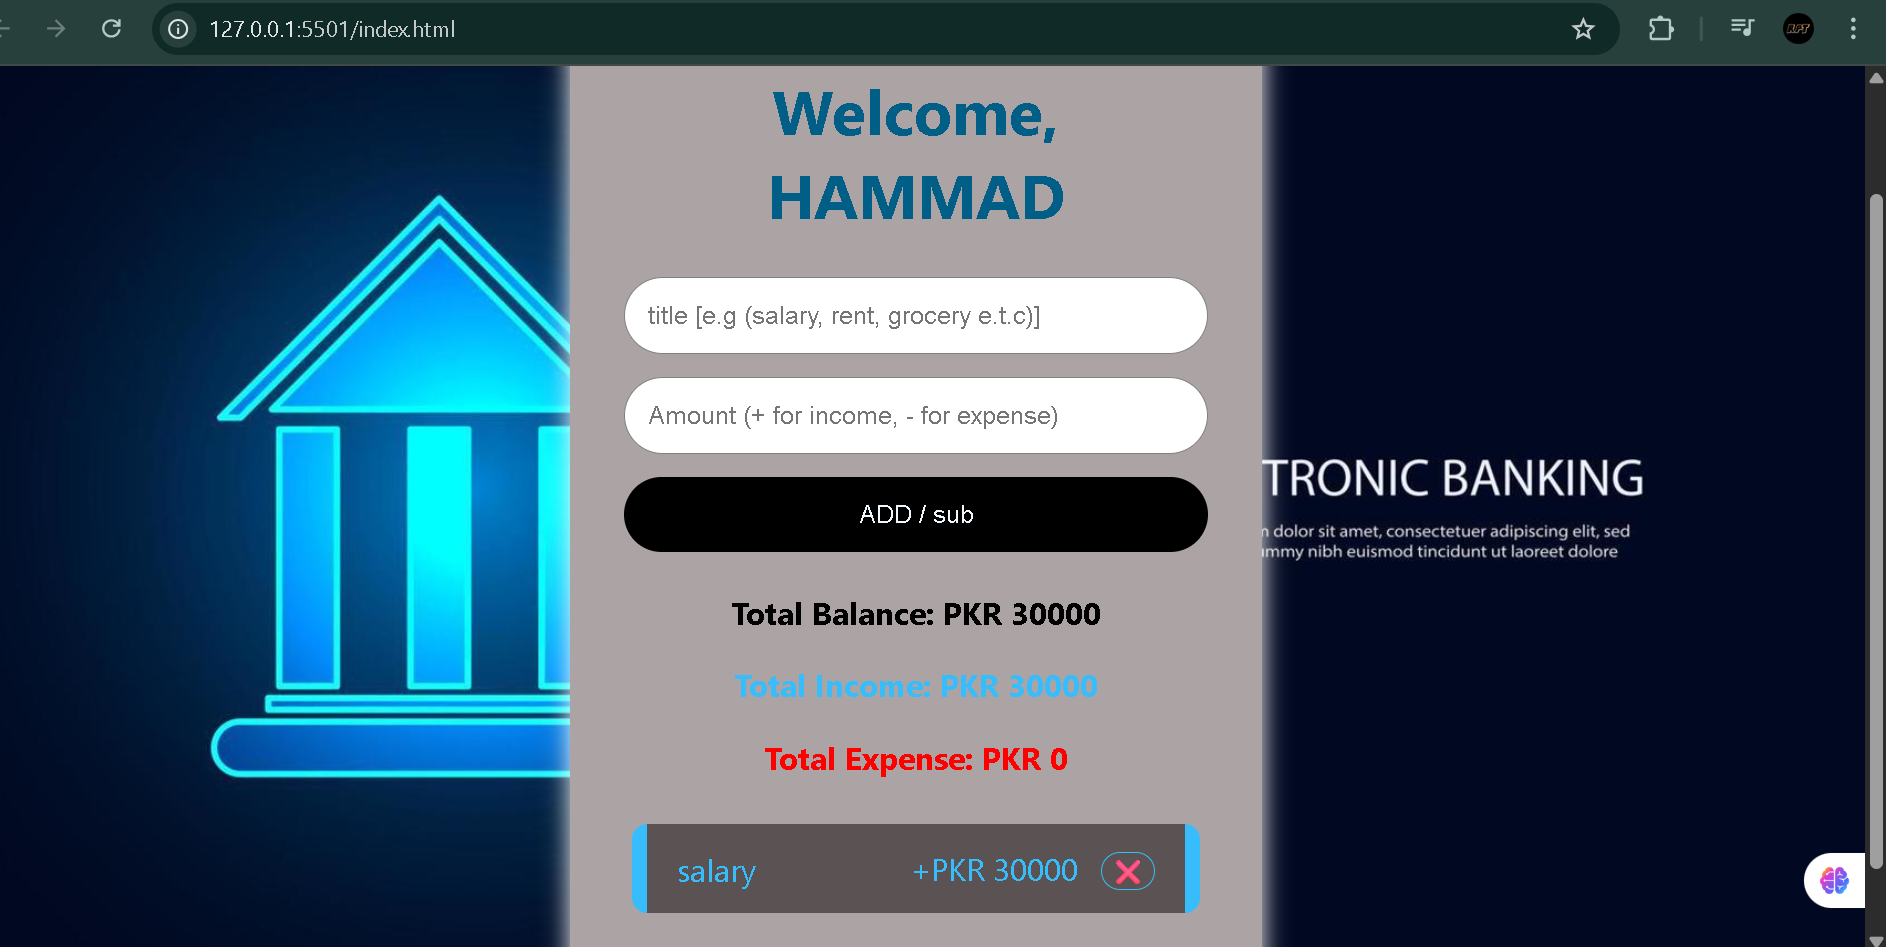 127.0.0.1:5501/index.html
RPT
Welcome,
HAMMAD
title [e.g (salary, rent, grocery e.t.c)]
Amount (+ for income, - for expense)
ADD / sub
TRONIC BANKING
dolor sit amet, consectetuer adipiscing elit, sed
nibh euismod tincidunt ut laoreet dolore
Total Balance: PKR 30000
Total Income: PKR 30000
Total Expense: PKR 0
salary +PKR 30000